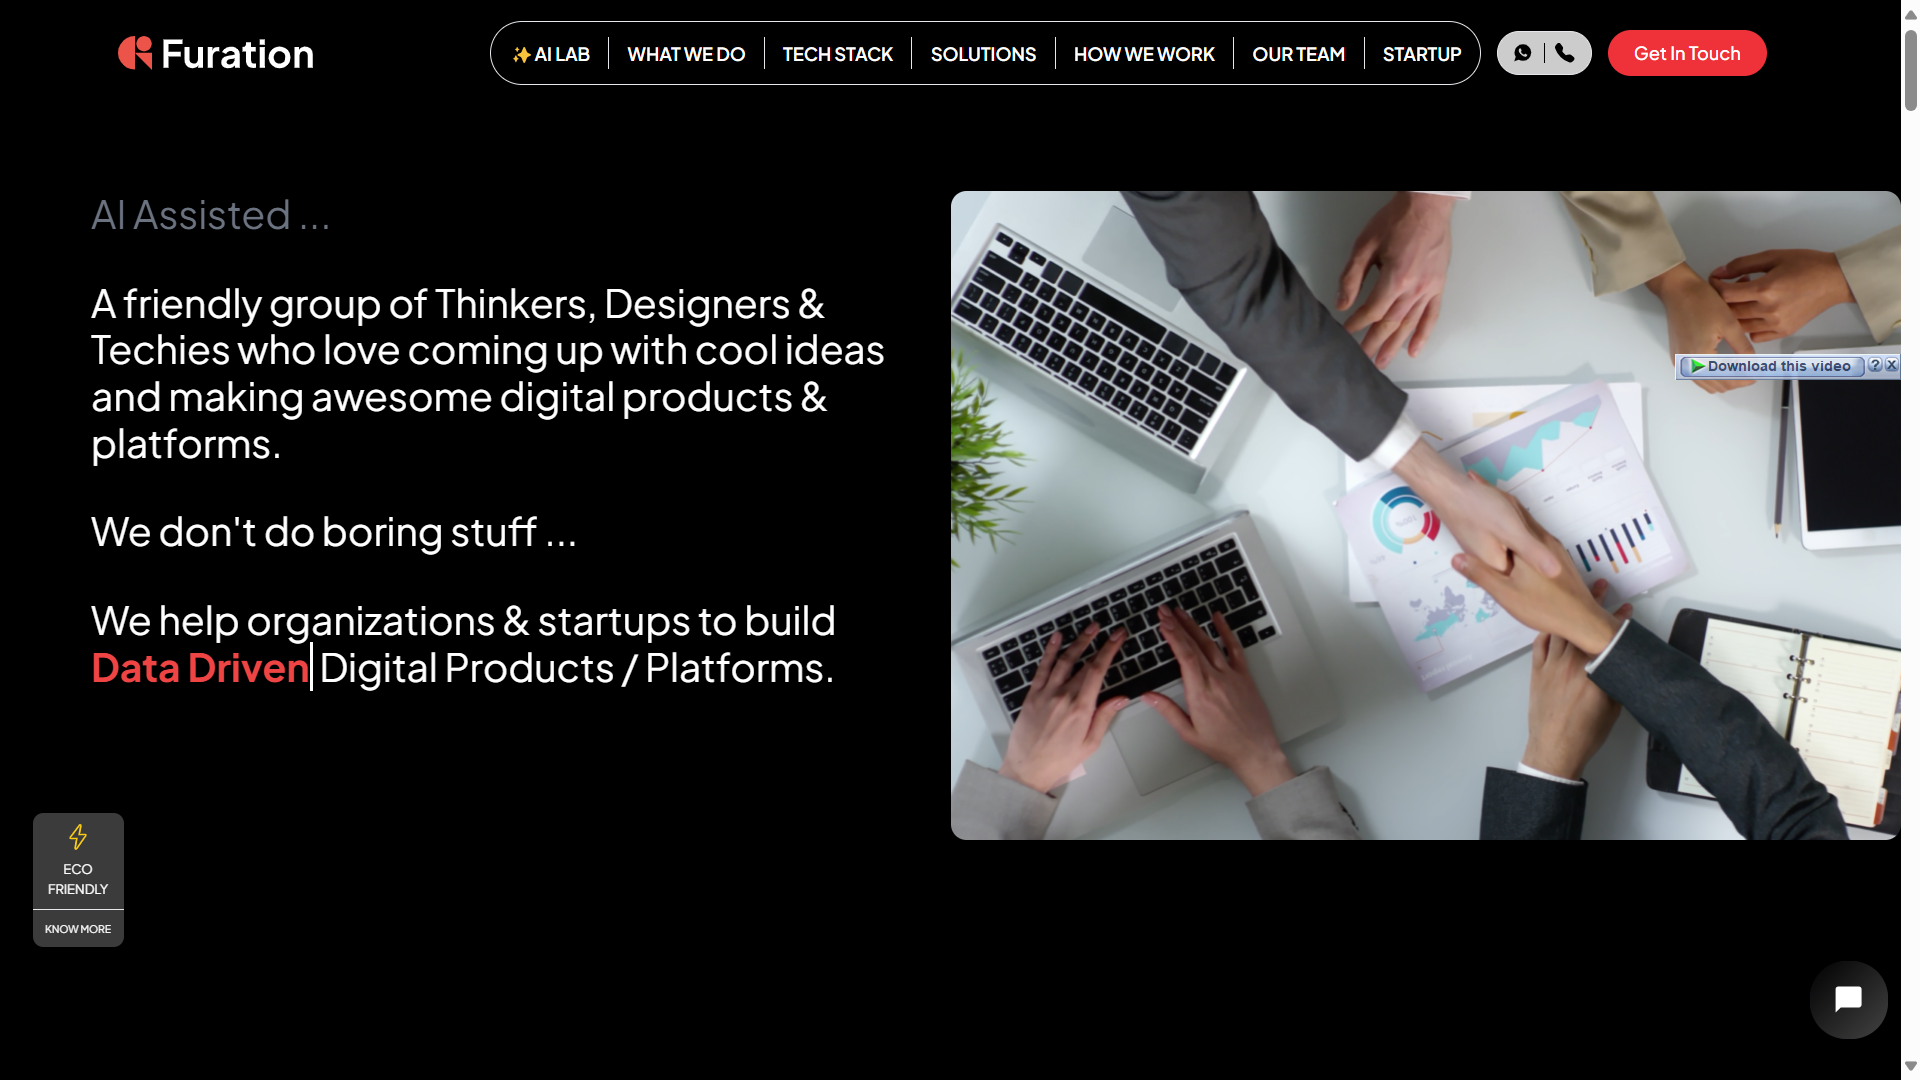 Furation
AI LAB
WHAT WE DO
TECH STACK
SOLUTIONS
HOW WE WORK
OUR TEAM
STARTUP
Get In Touch
AI Assisted ...
A friendly group of Thinkers, Designers &
Techies who love coming up with cool ideas
and making awesome digital products &
platforms.
We don't do boring stuff ...
We help organizations & startups to build
Data Driven Digital Products / Platforms.
Download this video
?
X
ECO
FRIENDLY
KNOW MORE